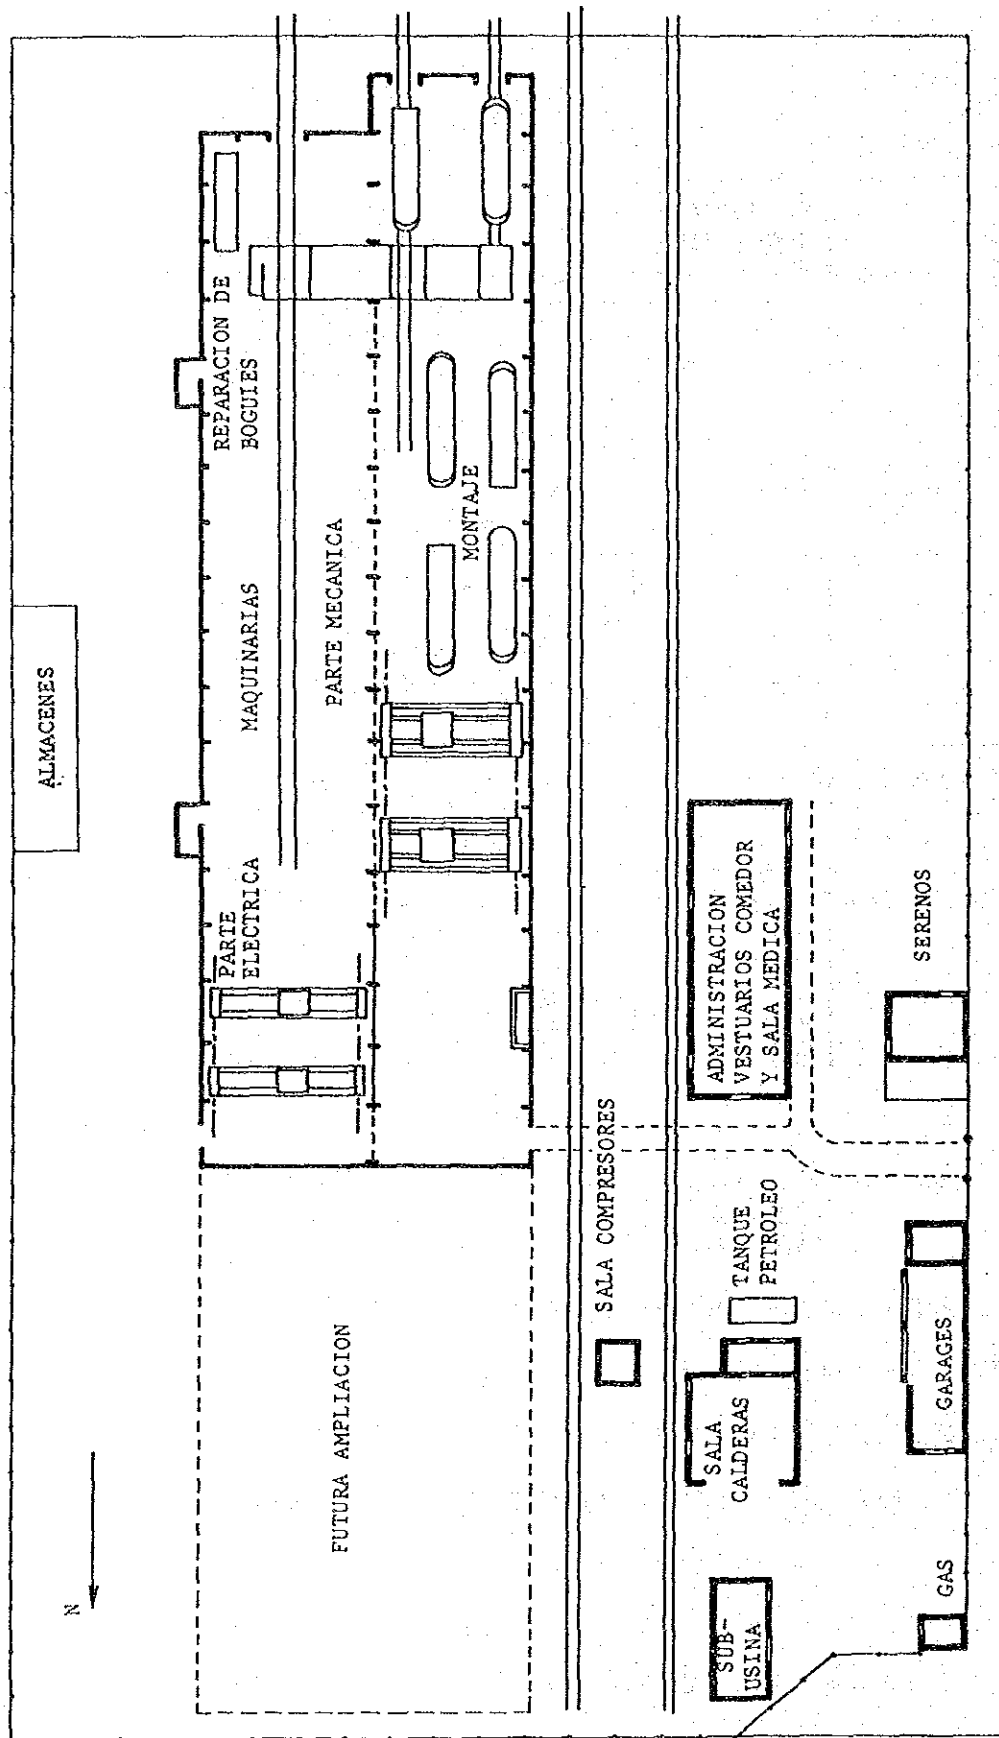 ALMACENES
REPARACION DE
BOGUIES
MAQUINARIAS
PARTE MECANICA
MONTAJE
PARTE
ELECTRICA
ADMINISTRACION
VESTUARIOS COMEDOR
Y SALA MEDICA
SERENOS
SALA COMPRESORES
TANQUE
PETROLEO
FUTURA AMPLIACION
SALA
CALDERAS
GARAGES
N
SUB-
USINA
GAS